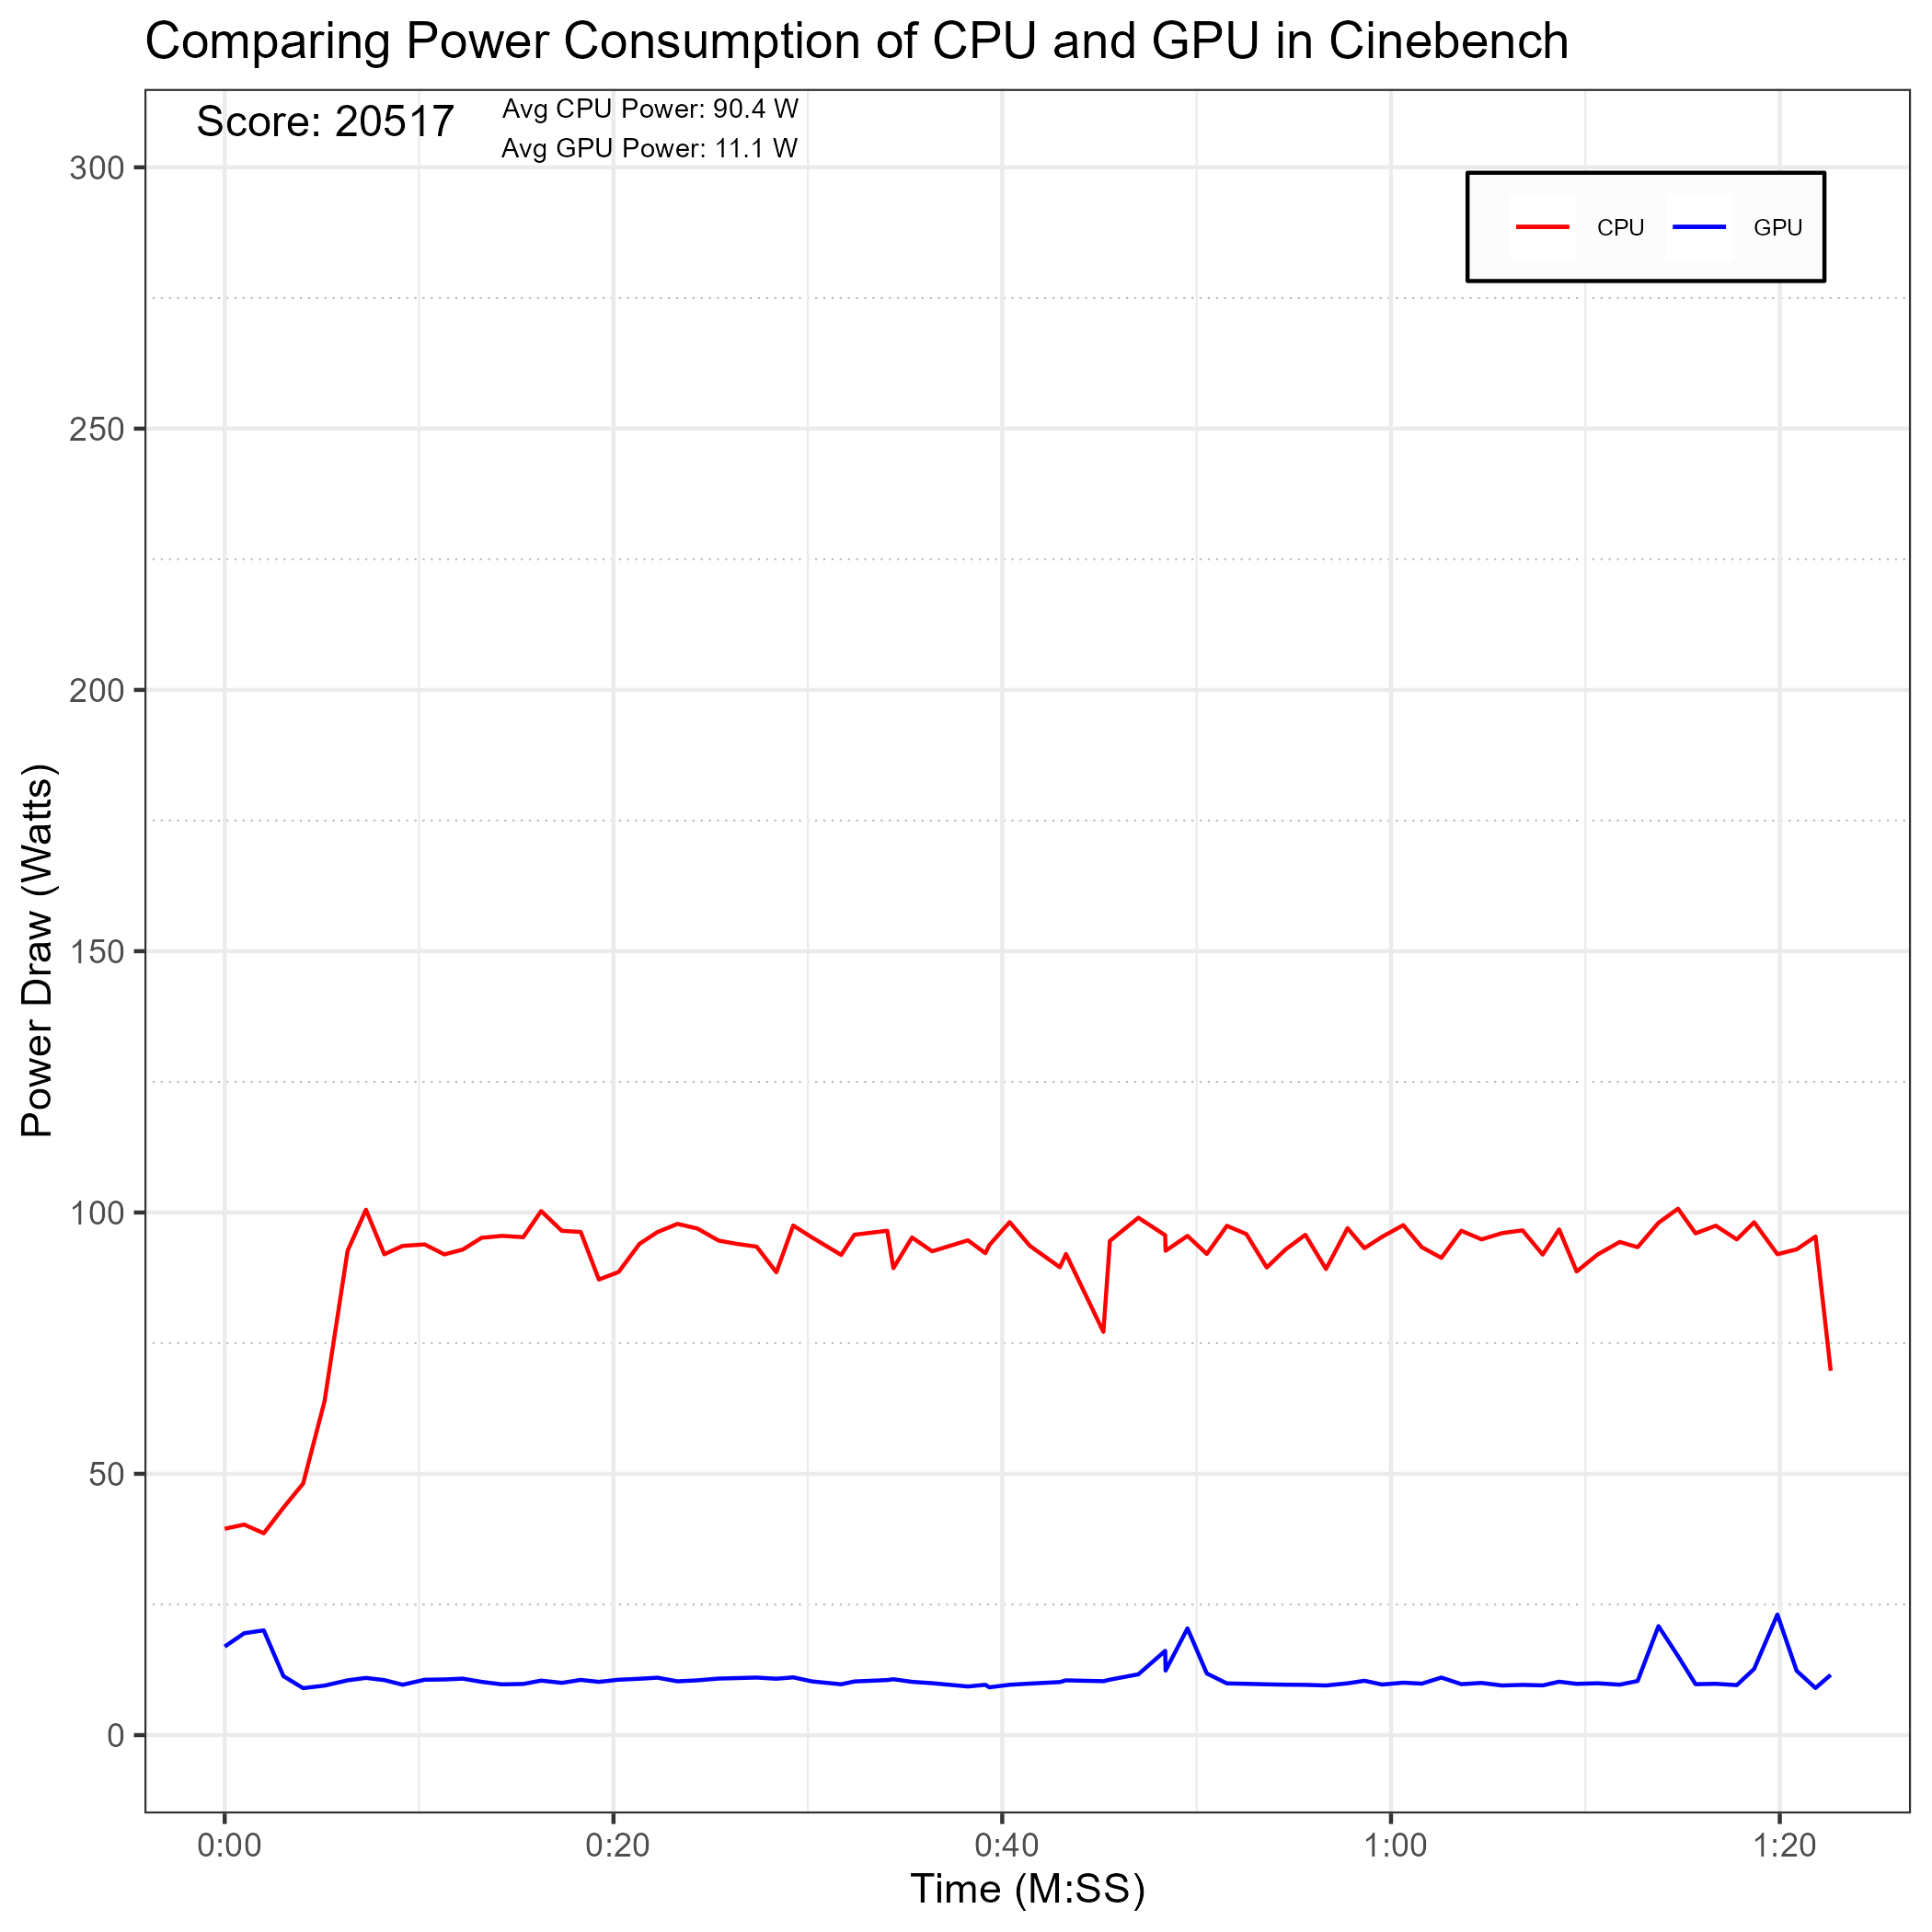 Comparing Power Consumption of CPU and GPU in Cinebench
Score: 20517
Avg CPU Power: 90.4 W
Avg GPU Power: 11.1 W
CPU
GPU
300
250
200
150
100
50
0
Power Draw (Watts)
0:00
0:20
0:40
1:00
1:20
Time (M:SS)